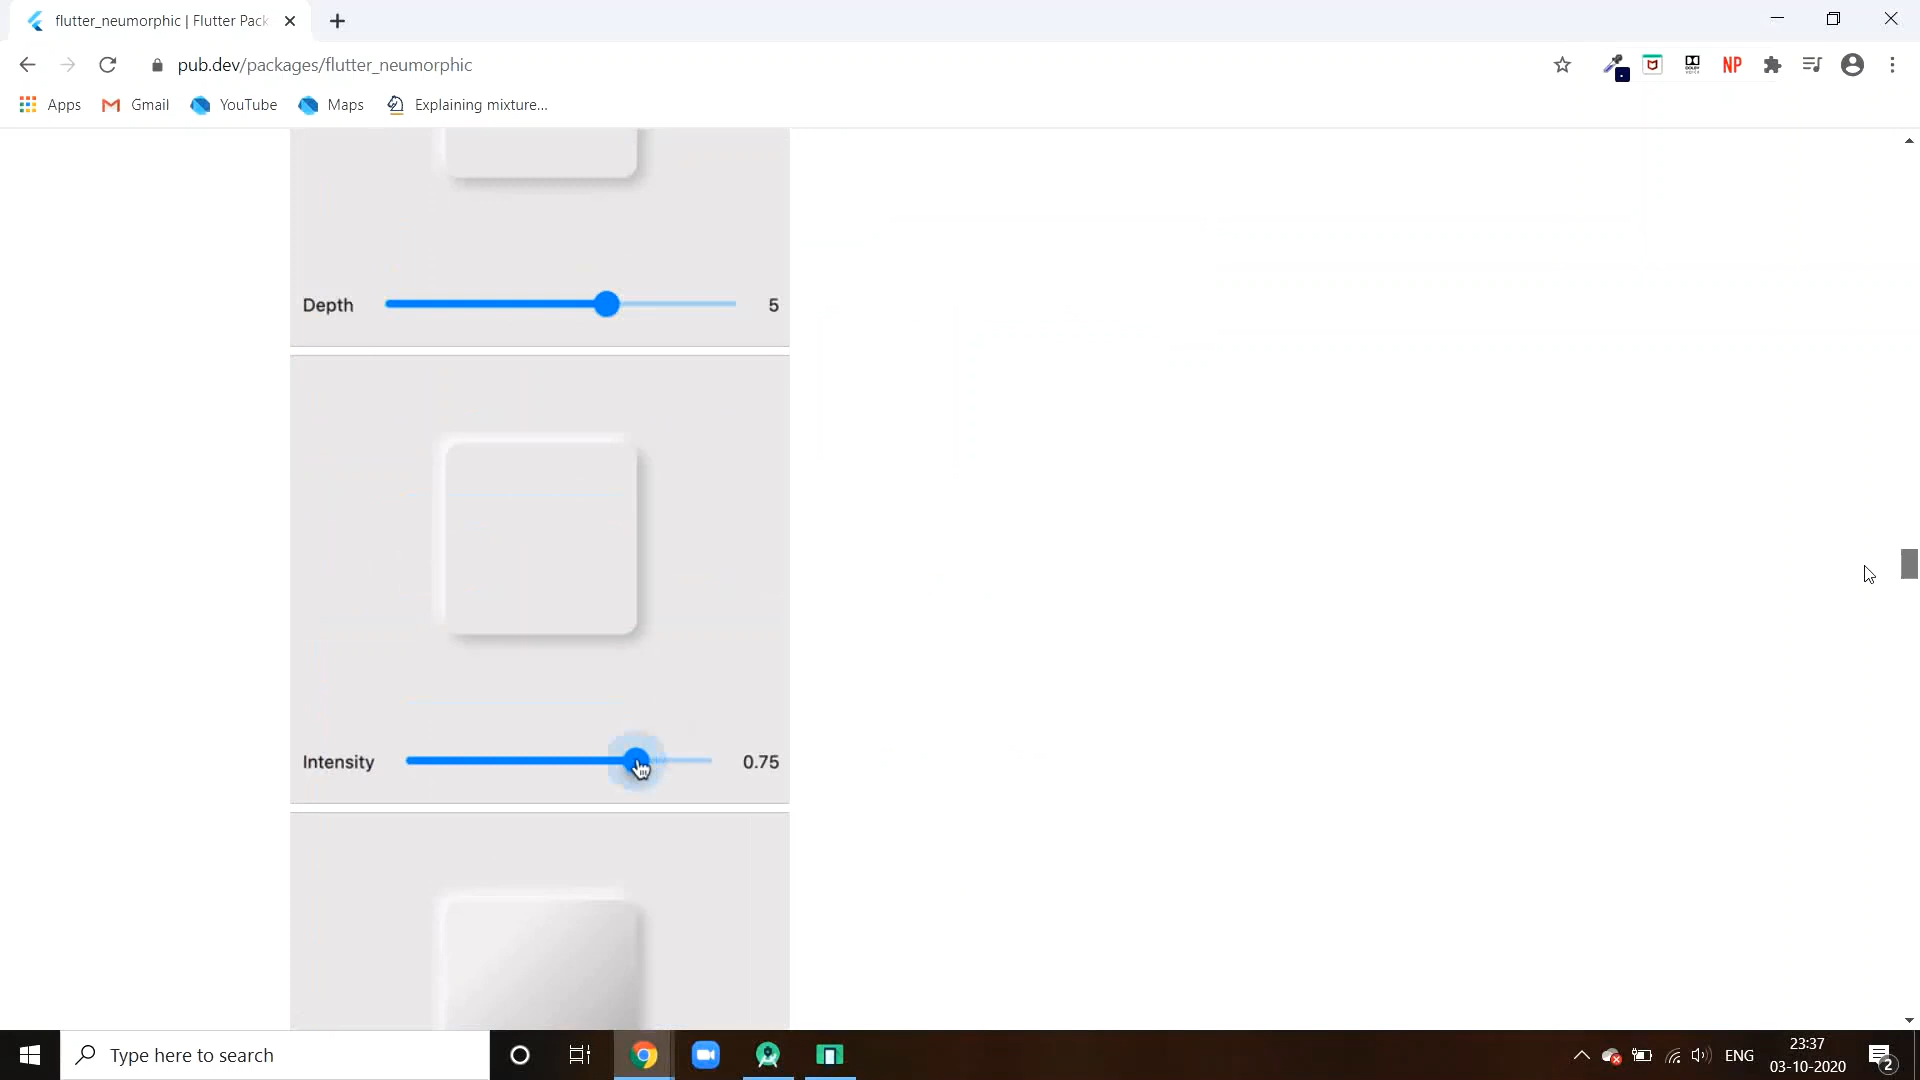 flutter_neumorphic | Flutter Pack
pub.dev/packages/flutter_neumorphic
NP
Apps
Gmail
YouTube
Maps
Explaining mixture...
Depth
5
Intensity
0.75
Type here to search
ENG
23:37
03-10-2020
2